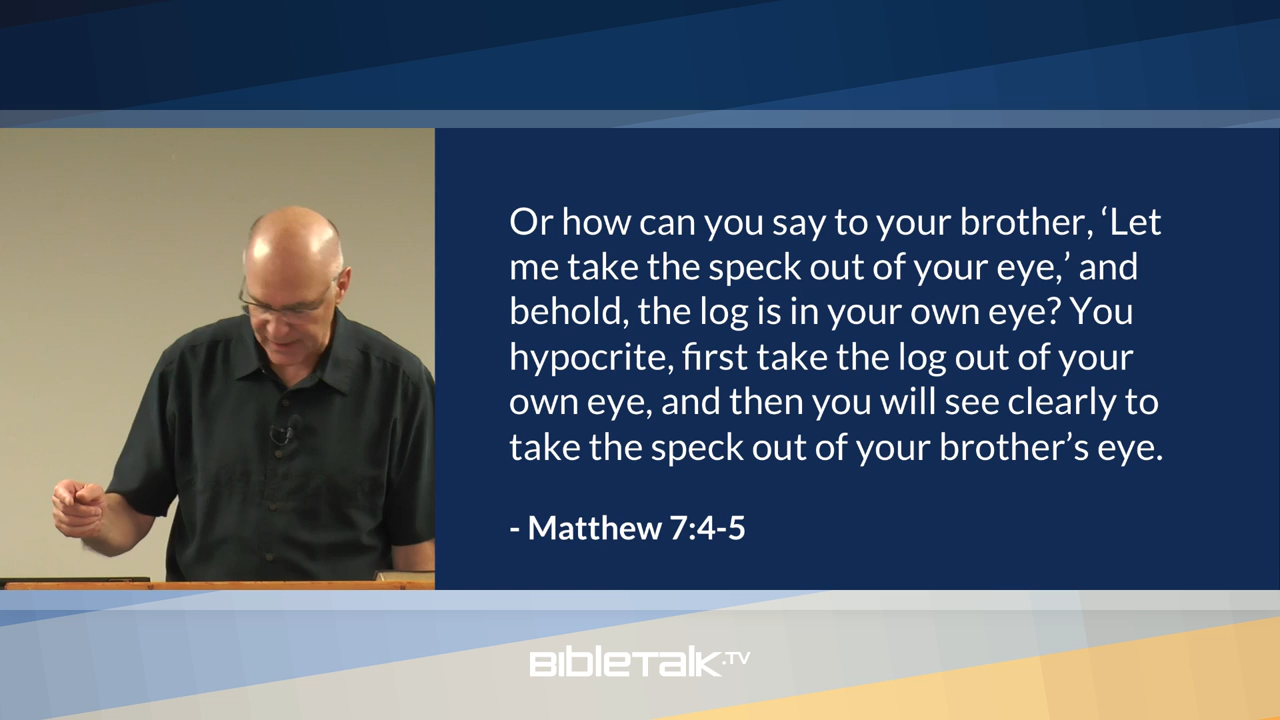 Or how can you say to your brother, ‘Let
me take the speck out of your eye,’ and
behold, the log is in your own eye? You
hypocrite, first take the log out of your
own eye, and then you will see clearly to
take the speck out of your brother’s eye.
- Matthew 7:4-5
BibleTalk.TV